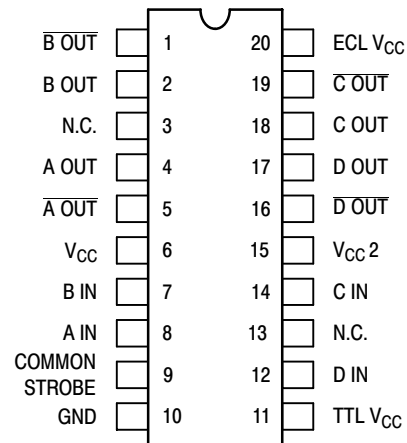 B OUT 1 20 ECL VCC
B OUT 2 19 C OUT
N.C. 3 18 C OUT
A OUT 4 17 D OUT
A OUT 5 16 D OUT
VCC 6 15 VCC 2
B IN 7 14 C IN
A IN 8 13 N.C.
COMMON
STROBE 9 12 D IN
GND 10 11 TTL VCC